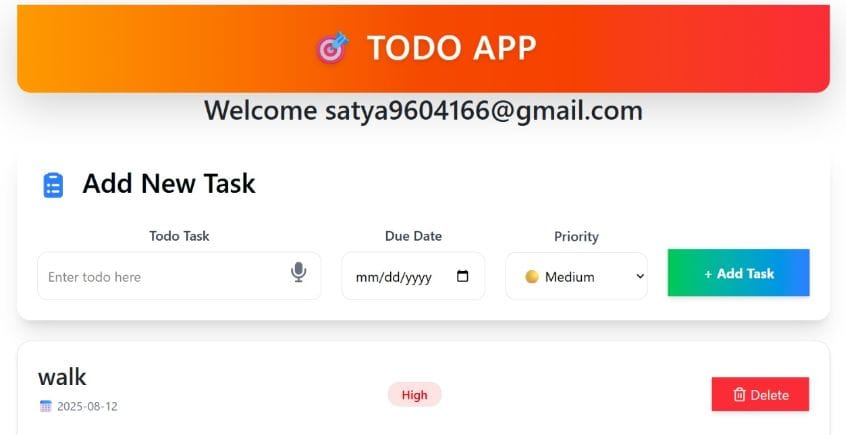 TODO APP
Welcome satya9604166@gmail.com
Add New Task
Todo Task
Due Date
Priority
Enter todo here
mm/dd/yyyy
Medium
+ Add Task
walk
2025-08-12
High
Delete